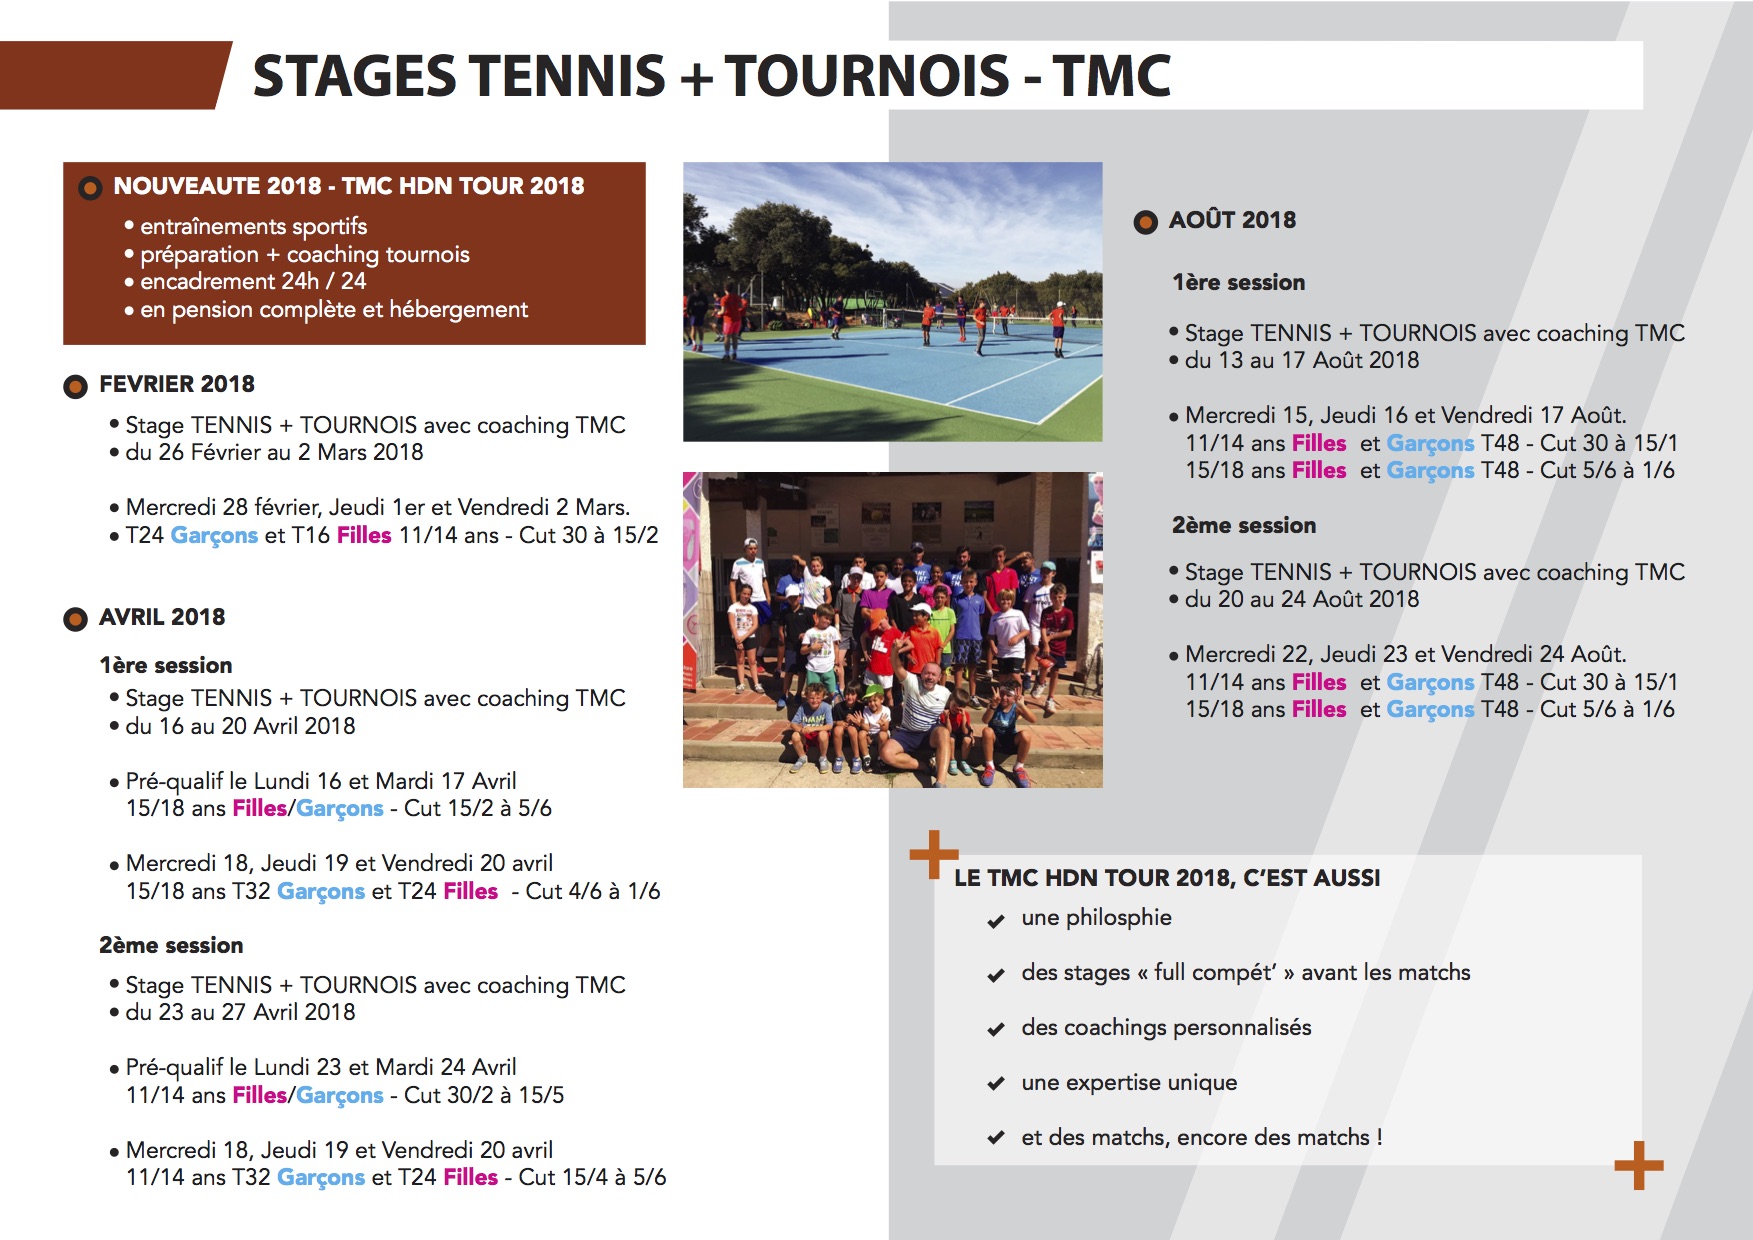 STAGES TENNIS + TOURNOIS - TMC
NOUVEAUTE 2018 - TMC HDN TOUR 2018
• entraînements sportifs
• préparation + coaching tournois
• encadrement 24h / 24
• en pension complète et hébergement
FEVRIER 2018
• Stage TENNIS + TOURNOIS avec coaching TMC
• du 26 Février au 2 Mars 2018
• Mercredi 28 février, Jeudi 1er et Vendredi 2 Mars.
• T24 Garçons et T16 Filles 11/14 ans - Cut 30 à 15/2
AVRIL 2018
1ère session
• Stage TENNIS + TOURNOIS avec coaching TMC
• du 16 au 20 Avril 2018
• Pré-qualif le Lundi 16 et Mardi 17 Avril
15/18 ans Filles/Garçons - Cut 15/2 à 5/6
• Mercredi 18, Jeudi 19 et Vendredi 20 avril
15/18 ans T32 Garçons et T24 Filles - Cut 4/6 à 1/6
2ème session
• Stage TENNIS + TOURNOIS avec coaching TMC
• du 23 au 27 Avril 2018
• Pré-qualif le Lundi 23 et Mardi 24 Avril
11/14 ans Filles/Garçons - Cut 30/2 à 15/5
• Mercredi 18, Jeudi 19 et Vendredi 20 avril
11/14 ans T32 Garçons et T24 Filles - Cut 15/4 à 5/6
AOÛT 2018
1ère session
• Stage TENNIS + TOURNOIS avec coaching TMC
• du 13 au 17 Août 2018
• Mercredi 15, Jeudi 16 et Vendredi 17 Août.
11/14 ans Filles et Garçons T48 - Cut 30 à 15/1
15/18 ans Filles et Garçons T48 - Cut 5/6 à 1/6
2ème session
• Stage TENNIS + TOURNOIS avec coaching TMC
• du 20 au 24 Août 2018
• Mercredi 22, Jeudi 23 et Vendredi 24 Août.
11/14 ans Filles et Garçons T48 - Cut 30 à 15/1
15/18 ans Filles et Garçons T48 - Cut 5/6 à 1/6
LE TMC HDN TOUR 2018, C'EST AUSSI
✓ une philosphie
✓ des stages « full compét' » avant les matchs
✓ des coachings personnalisés
✓ une expertise unique
✓ et des matchs, encore des matchs !